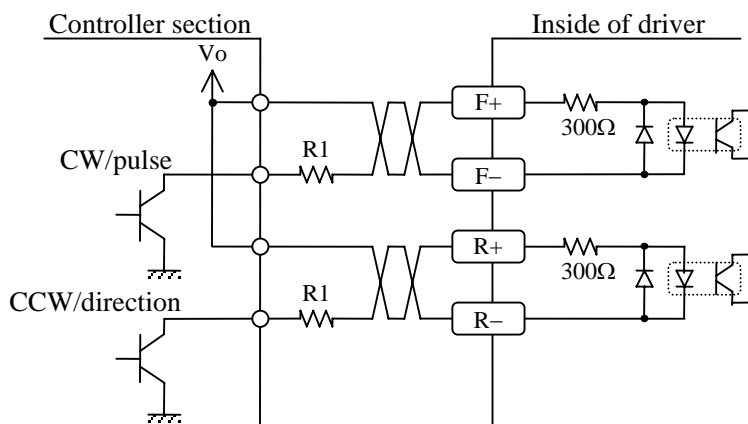 Controller section
Inside of driver
Vo
F+
300Ω
R1
CW/pulse
F−
R+
300Ω
CCW/direction
R1
R−